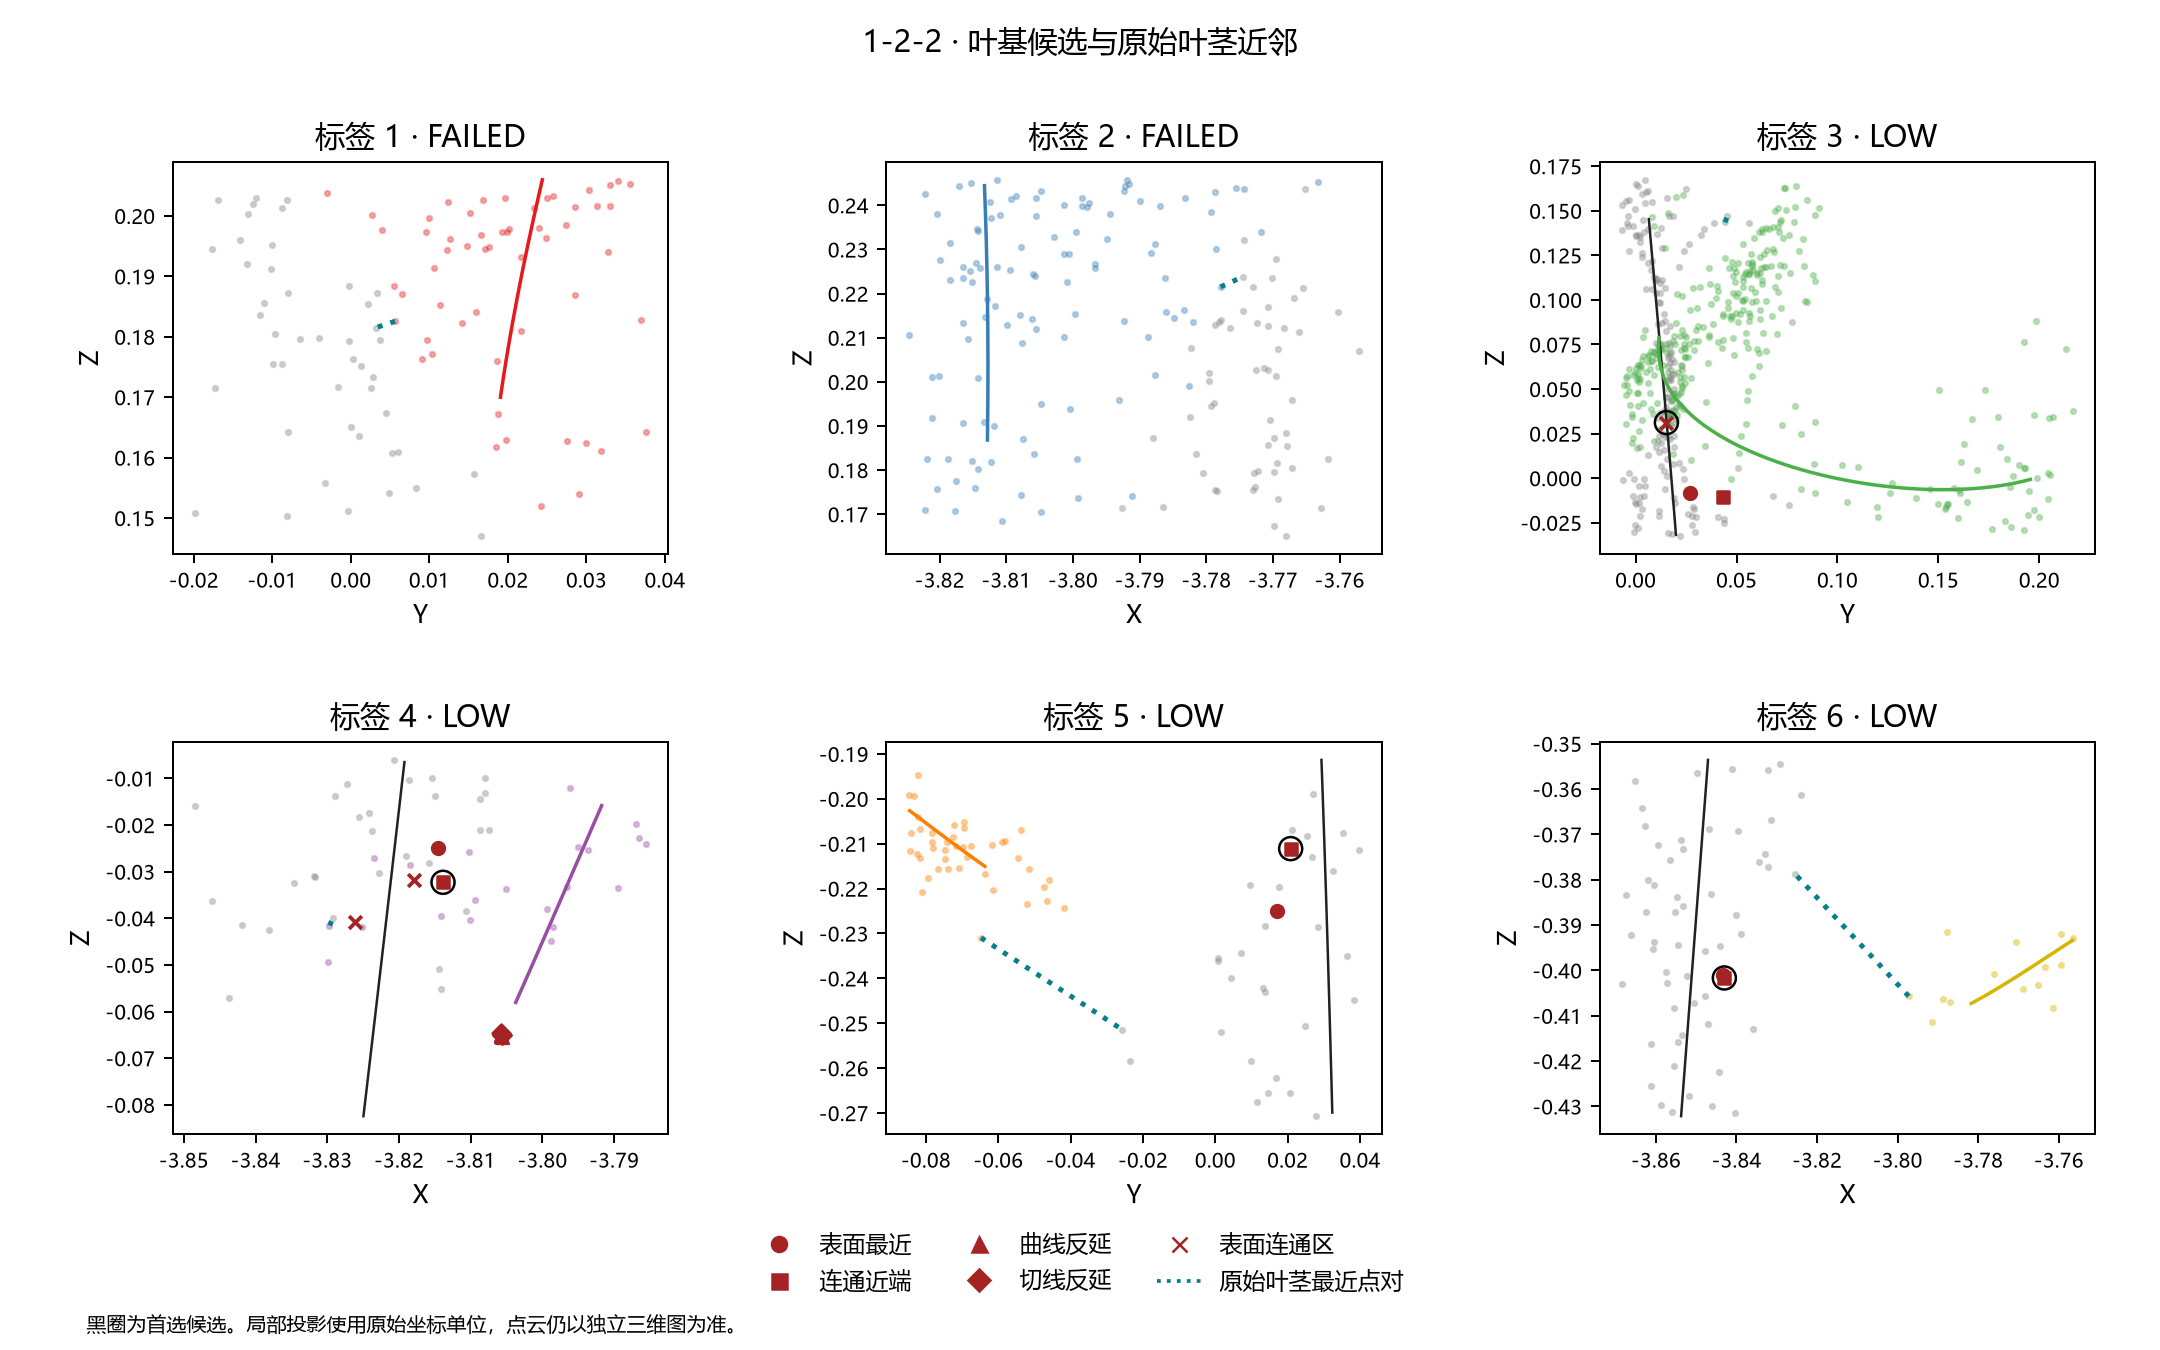 1-2-2 · 叶基候选与原始叶茎近邻
标签 1 · FAILED
0.20
0.19
0.18
0.17
0.16
0.15
Z
-0.02 -0.01 0.00 0.01 0.02 0.03 0.04
Y
标签 2 · FAILED
0.24
0.23
0.22
0.21
0.20
0.19
0.18
0.17
Z
-3.82 -3.81 -3.80 -3.79 -3.78 -3.77 -3.76
X
标签 3 · LOW
0.175
0.150
0.125
0.100
0.075
0.050
0.025
0.000
-0.025
Z
0.00 0.05 0.10 0.15 0.20
Y
标签 4 · LOW
-0.01
-0.02
-0.03
-0.04
-0.05
-0.06
-0.07
-0.08
Z
-3.85 -3.84 -3.83 -3.82 -3.81 -3.80 -3.79
X
标签 5 · LOW
-0.19
-0.20
-0.21
-0.22
-0.23
-0.24
-0.25
-0.26
-0.27
Z
-0.08 -0.06 -0.04 -0.02 0.00 0.02 0.04
Y
标签 6 · LOW
-0.35
-0.36
-0.37
-0.38
-0.39
-0.40
-0.41
-0.42
-0.43
Z
-3.86 -3.84 -3.82 -3.80 -3.78 -3.76
X
表面最近 曲线反延 表面连通区
连通近端 切线反延 原始叶茎最近点对
黑圈为首选候选。局部投影使用原始坐标单位，点云仍以独立三维图为准。